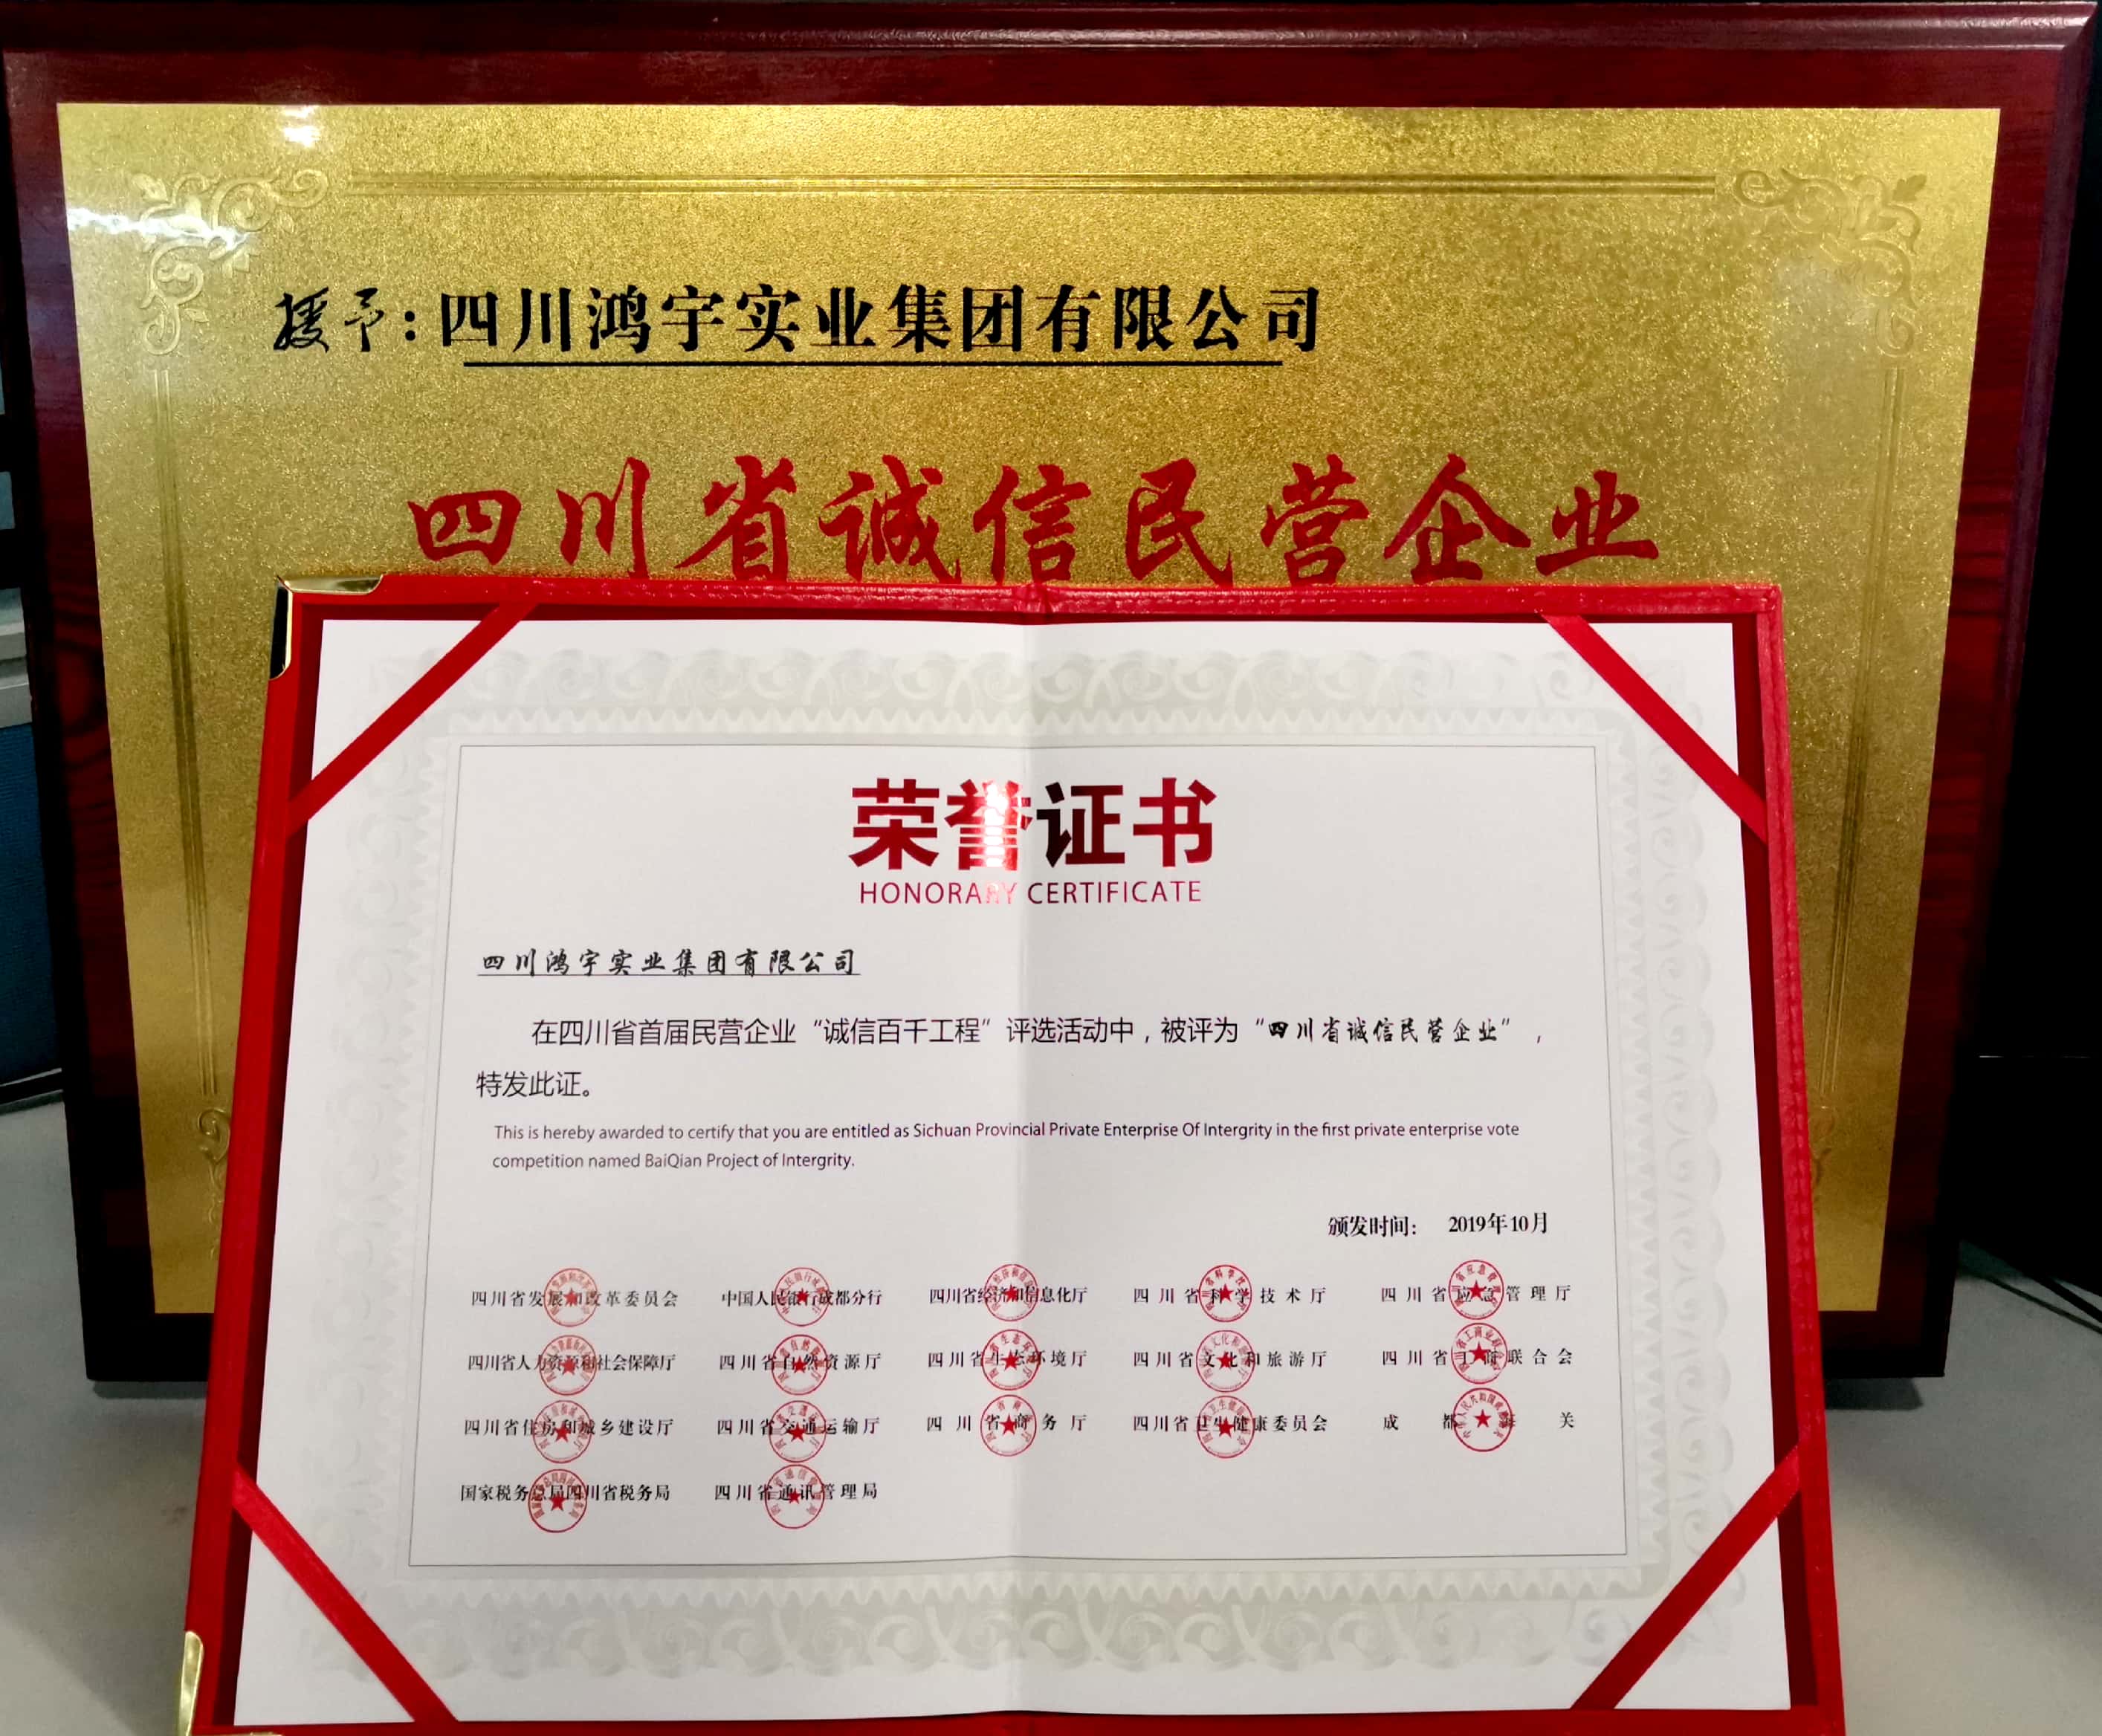 授予:四川鸿宇实业集团有限公司
四川省诚信民营企业
荣誉证书
HONORARY CERTIFICATE
四川鸿宇实业集团有限公司
在四川省首届民营企业“诚信百千工程”评选活动中，被评为“四川省诚信民营企业”，
特发此证。
This is hereby awarded to certify that you are entitled as Sichuan Provincial Private Enterprise Of Intergrity in the first private enterprise vote
competition named BaiQian Project of Intergrity.
颁发时间： 2019年10月
四川省发展和改革委员会 中国人民银行成都分行 四川省经济和信息化厅 四川省科学技术厅 四川省应急管理厅
四川省人力资源和社会保障厅 四川省自然资源厅 四川省生态环境厅 四川省文化和旅游厅 四川省工商联合会
四川省住房和城乡建设厅 四川省交通运输厅 四川省商务厅 四川省卫生健康委员会 成都海关
国家税务总局四川省税务局 四川省通讯管理局